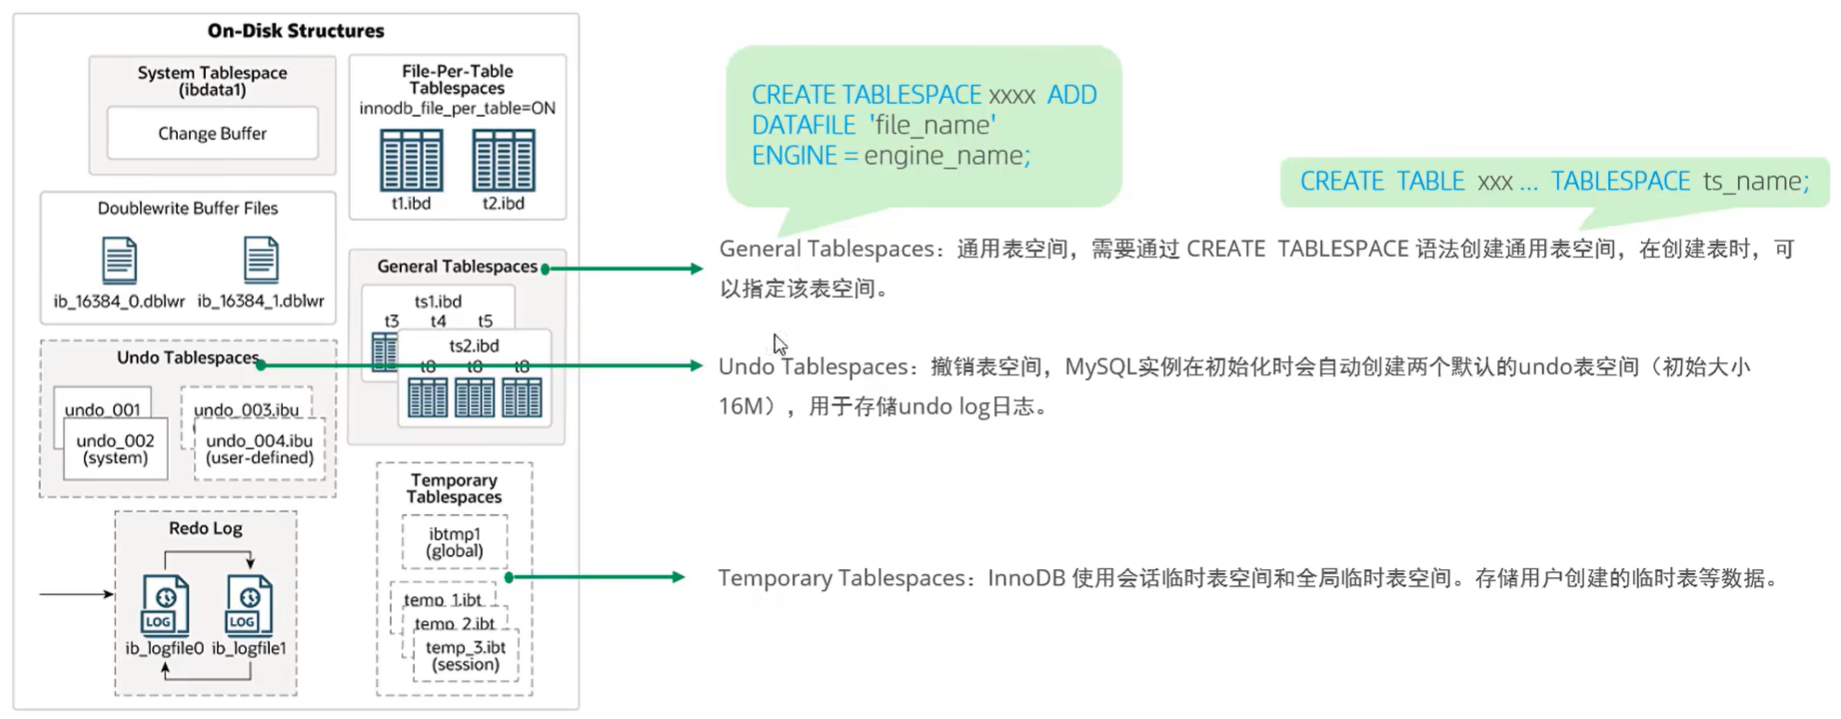 On-Disk Structures
System Tablespace
(ibdata1)
Change Buffer
File-Per-Table
Tablespaces
innodb_file_per_table=ON
t1.ibd
t2.ibd
Doublewrite Buffer Files
ib_16384_0.dblwr
ib_16384_1.dblwr
General Tablespaces
ts1.ibd
t3
t4
t5
ts2.ibd
t8
t8
t8
Undo Tablespaces
undo_001
undo_002
(system)
undo_003.ibu
undo_004.ibu
(user-defined)
Temporary
Tablespaces
ibtmp1
(global)
temp_1.ibt
temp_2.ibt
temp_3.ibt
(session)
Redo Log
LOG
LOG
ib_logfile0
ib_logfile1
CREATE TABLESPACE xxxx ADD
DATAFILE 'file_name'
ENGINE = engine_name;
CREATE TABLE xxx ... TABLESPACE ts_name;
General Tablespaces：通用表空间，需要通过 CREATE TABLESPACE 语法创建通用表空间，在创建表时，可
以指定该表空间。
Undo Tablespaces：撤销表空间，MySQL实例在初始化时会自动创建两个默认的undo表空间（初始大小
16M），用于存储undo log日志。
Temporary Tablespaces：InnoDB 使用会话临时表空间和全局临时表空间。存储用户创建的临时表等数据。